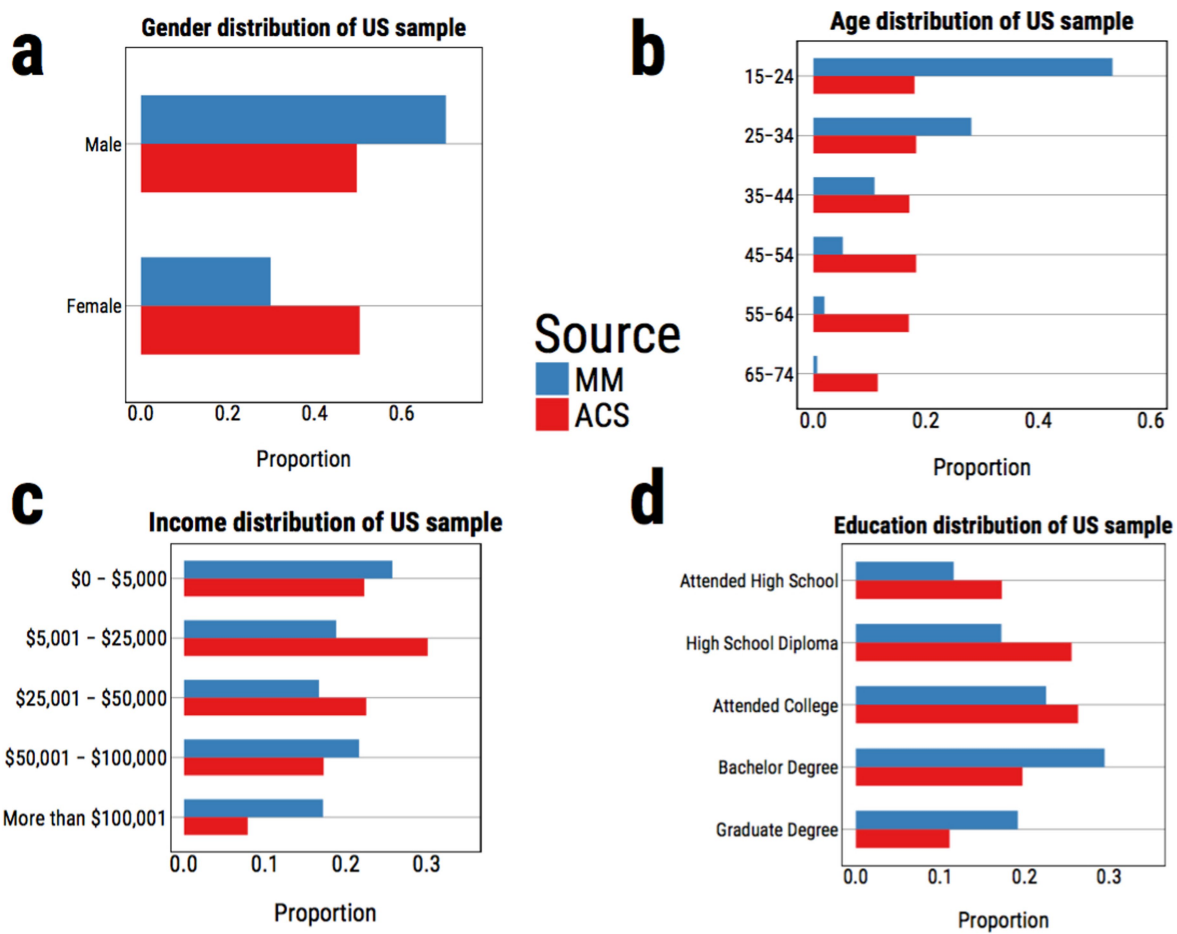 a
Gender distribution of US sample
Male
Female
0.0 0.2 0.4 0.6
Proportion
b
Age distribution of US sample
15-24
25-34
35-44
45-54
55-64
65-74
0.0 0.2 0.4 0.6
Proportion
Source
MM
ACS
c
Income distribution of US sample
$0 - $5,000
$5,001 - $25,000
$25,001 - $50,000
$50,001 - $100,000
More than $100,001
0.0 0.1 0.2 0.3
Proportion
d
Education distribution of US sample
Attended High School
High School Diploma
Attended College
Bachelor Degree
Graduate Degree
0.0 0.1 0.2 0.3
Proportion